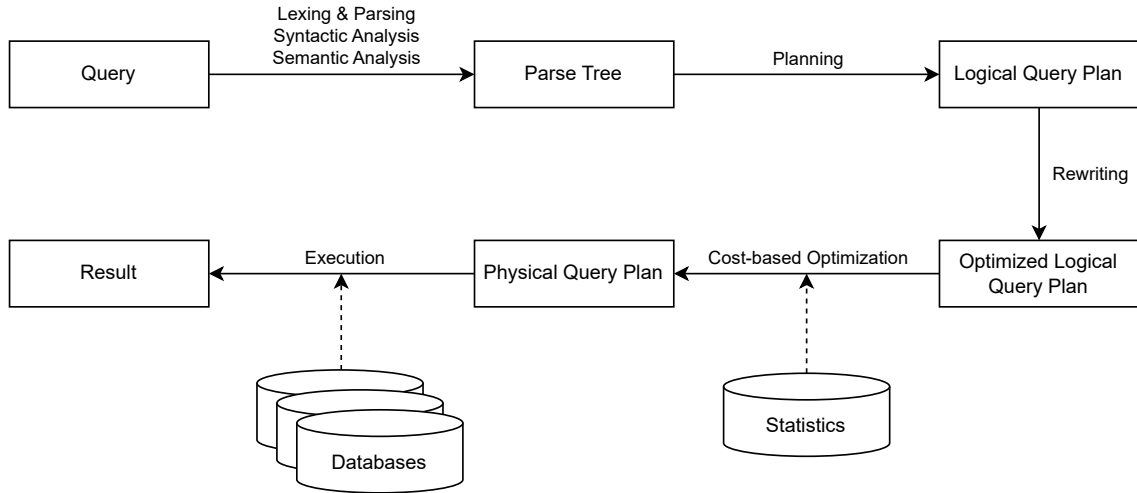 Lexing & Parsing
Syntactic Analysis
Semantic Analysis
Query
Parse Tree
Planning
Logical Query Plan
Rewriting
Result
Execution
Physical Query Plan
Cost-based Optimization
Optimized Logical
Query Plan
Databases
Statistics